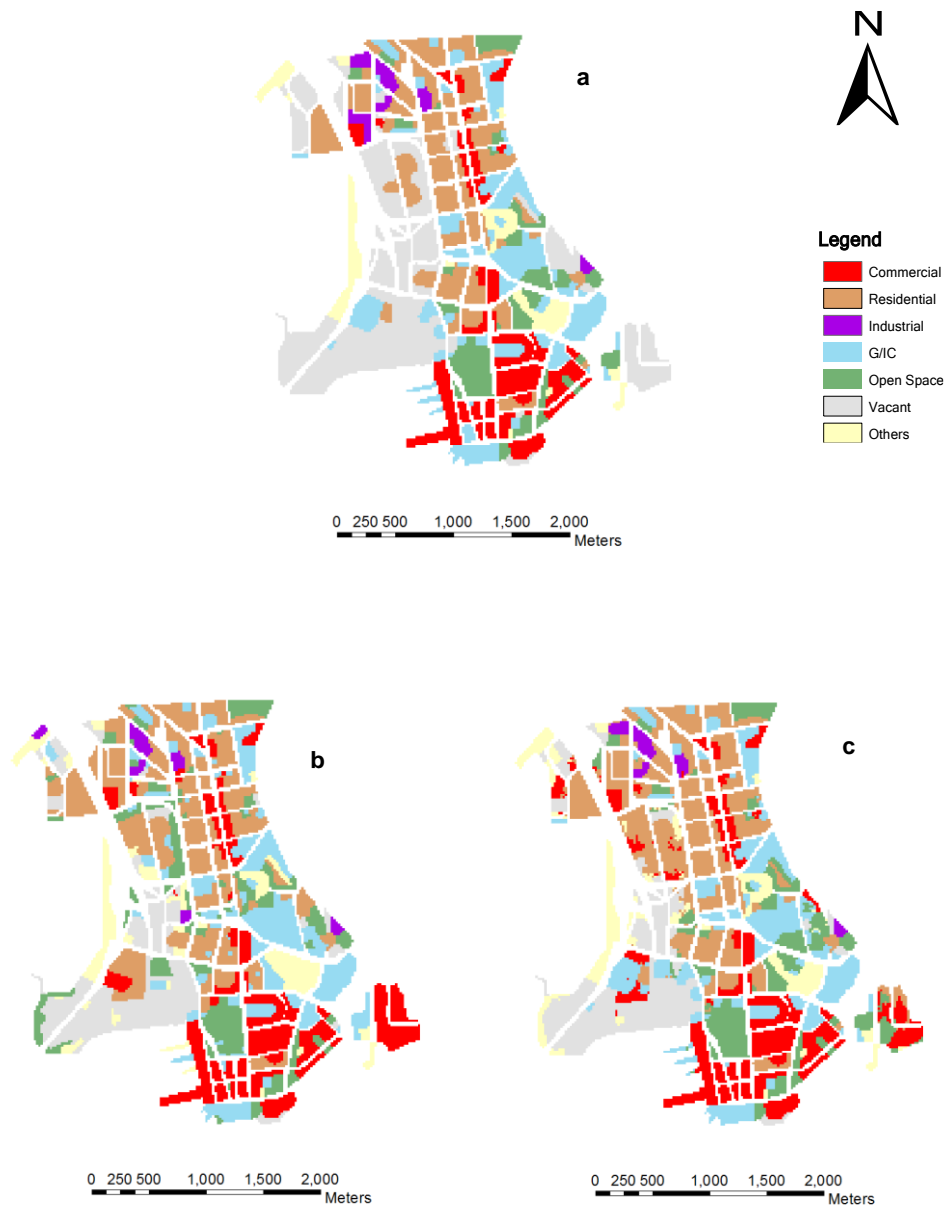 N
a
Legend
Commercial
Residential
Industrial
G/IC
Open Space
Vacant
Others
0 250 500 1,000 1,500 2,000
Meters
b
c
0 250 500 1,000 1,500 2,000
Meters
0 250 500 1,000 1,500 2,000
Meters